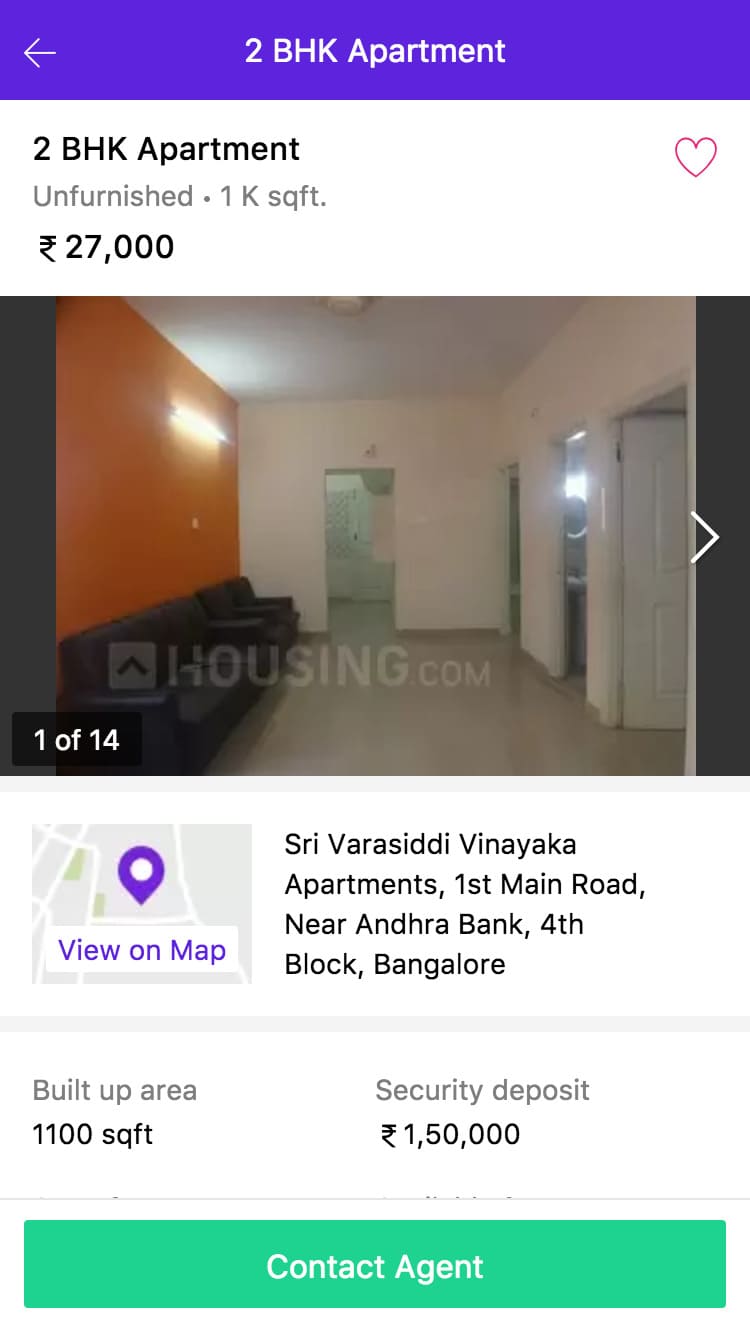 2 BHK Apartment
2 BHK Apartment
Unfurnished • 1 K sqft.
₹ 27,000
HOUSING.COM
1 of 14
View on Map
Sri Varasiddi Vinayaka
Apartments, 1st Main Road,
Near Andhra Bank, 4th
Block, Bangalore
Built up area
Security deposit
1100 sqft
₹ 1,50,000
Contact Agent